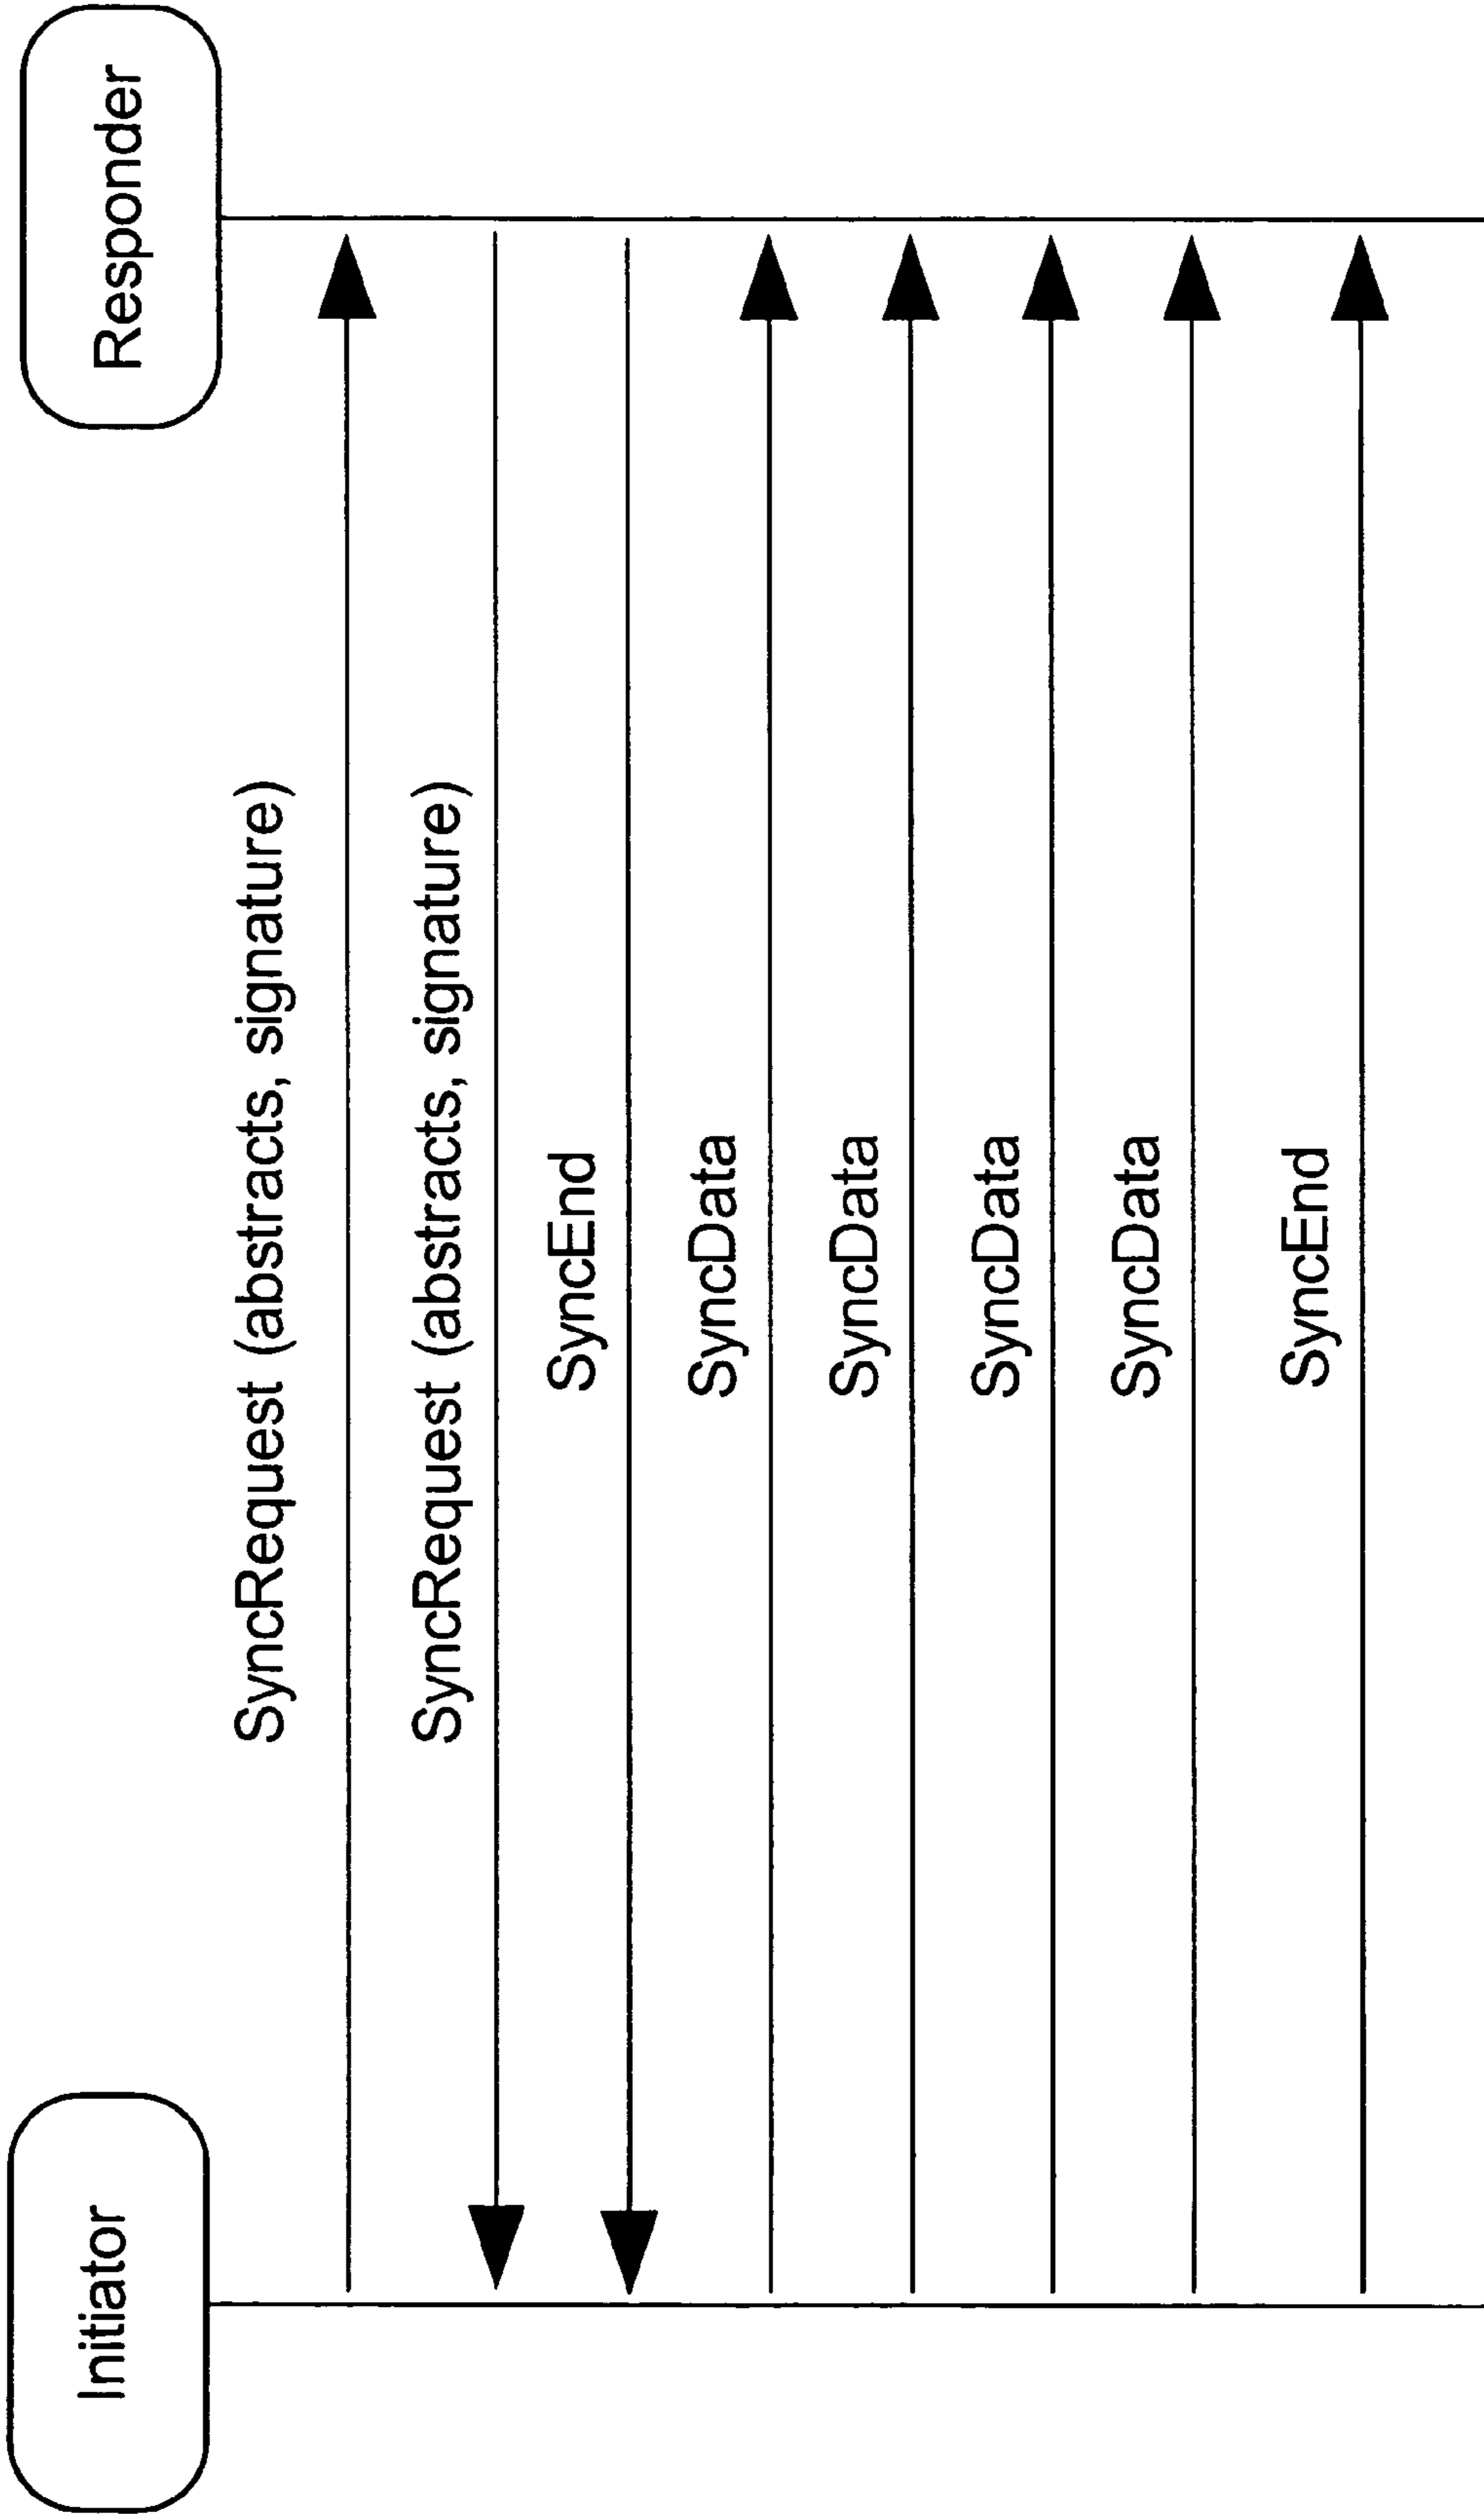 Initiator
Responder
SyncRequest (abstracts, signature)
SyncRequest (abstracts, signature)
SyncEnd
SyncData
SyncData
SyncData
SyncData
SyncEnd